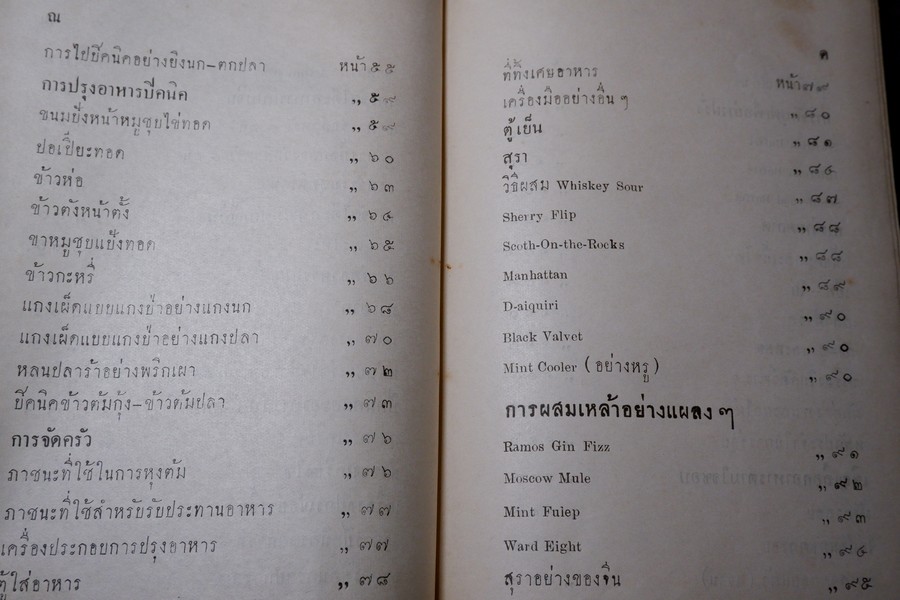 ณ
การไปปิคนิคอย่างยิงนก-ตกปลา หน้า ๕๕
การปรุงอาหารปิคนิค ,, ๕๙
ขนมปังหน้าหมูชุบไข่ทอด ,, ๕๙
ปอเปี๊ยะทอด ,, ๖๐
ข้าวห่อ ,, ๖๓
ข้าวตังหน้าตั้ง ,, ๖๔
ขาหมูชุบแป้งทอด ,, ๖๕
ข้าวกะหรี่ ,, ๖๖
แกงเผ็ดแบบแกงป่าอย่างแกงนก ,, ๖๘
แกงเผ็ดแบบแกงป่าอย่างแกงปลา ,, ๗๐
หลนปลาร้าอย่างพริกเผา ,, ๗๒
ปิคนิคข้าวต้มกุ้ง-ข้าวต้มปลา ,, ๗๓
การจัดครัว ,, ๗๖
ภาชนะที่ใช้ในการหุงต้ม ,, ๗๖
ภาชนะที่ใช้สำหรับรับประทานอาหาร ,, ๗๗
เครื่องประกอบการปรุงอาหาร ,, ๗๗
ตู้ใส่อาหาร ,, ๗๘
ด
ที่ทิ้งเศษอาหาร หน้า ๗๙
เครื่องมืออย่างอื่น ๆ ,, ๘๐
ตู้เย็น ,, ๘๑
สุรา ,, ๘๔
วิธีผสม Whiskey Sour ,, ๘๗
Sherry Flip ,, ๘๘
Scoth-On-the-Rocks ,, ๘๘
Manhattan ,, ๘๙
D-aiquiri ,, ๙๐
Black Valvet ,, ๙๐
Mint Cooler (อย่างหรู) ,, ๙๐
การผสมเหล้าอย่างแผลง ๆ
Ramos Gin Fizz ,, ๙๑
Moscow Mule ,, ๙๒
Mint Fulep ,, ๙๓
Ward Eight ,, ๙๔
สุราอย่างของจีน ,, ๙๕